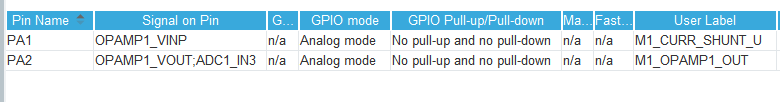 Pin Name Signal on Pin G... GPIO mode GPIO Pull-up/Pull-down Ma... Fast... User Label
PA1 OPAMP1_VINP n/a Analog mode No pull-up and no pull-down n/a n/a M1_CURR_SHUNT_U
PA2 OPAMP1_VOUT;ADC1_IN3 n/a Analog mode No pull-up and no pull-down n/a n/a M1_OPAMP1_OUT